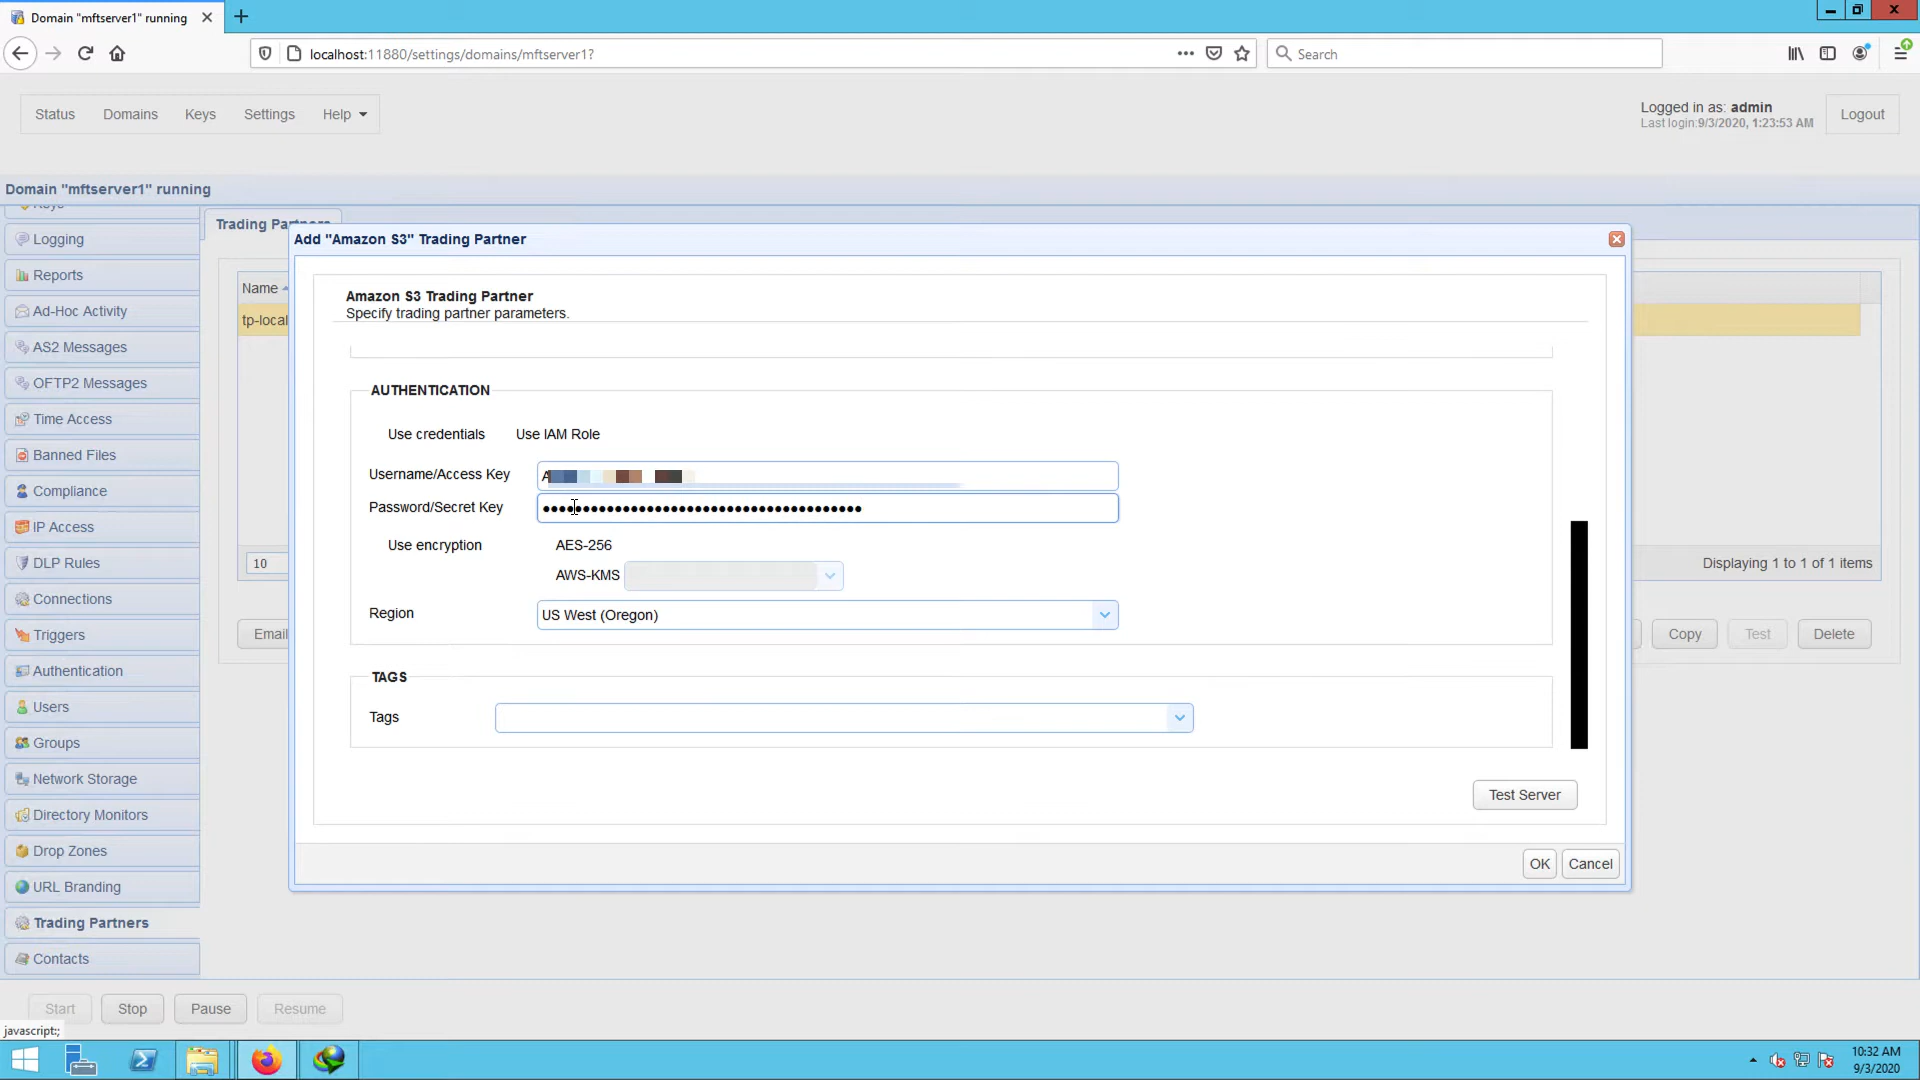 Domain "mftserver1" running
localhost:11880/settings/domains/mftserver1?
Search
Status
Domains
Keys
Settings
Help
Logged in as: admin
Last login:9/3/2020, 1:23:53 AM
Logout
Domain "mftserver1" running
Keys
Logging
Reports
Ad-Hoc Activity
AS2 Messages
OFTP2 Messages
Time Access
Banned Files
Compliance
IP Access
DLP Rules
Connections
Triggers
Authentication
Users
Groups
Network Storage
Directory Monitors
Drop Zones
URL Branding
Trading Partners
Contacts
Trading Partners
Name
tp-local
10
Displaying 1 to 1 of 1 items
Email
Copy
Test
Delete
Add "Amazon S3" Trading Partner
Amazon S3 Trading Partner
Specify trading partner parameters.
AUTHENTICATION
Use credentials
Use IAM Role
Username/Access Key
A
Password/Secret Key
Use encryption
AES-256
AWS-KMS
Region
US West (Oregon)
TAGS
Tags
Test Server
OK
Cancel
Start
Stop
Pause
Resume
javascript:;
10:32 AM
9/3/2020